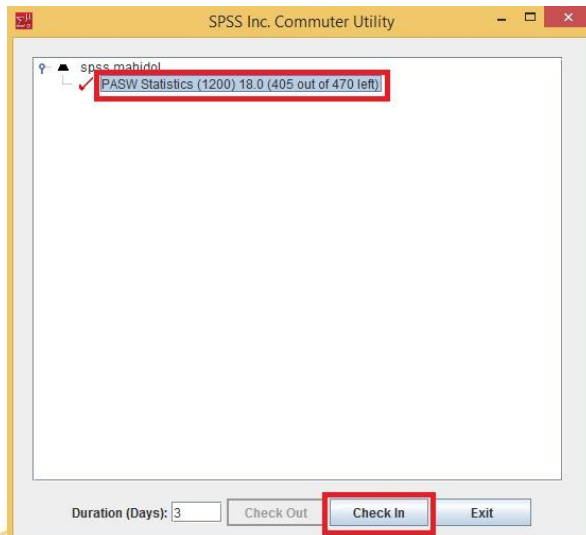 SPSS Inc. Commuter Utility
spss.mahidol
PASW Statistics (1200) 18.0 (405 out of 470 left)
Duration (Days): 3 Check Out Check In Exit